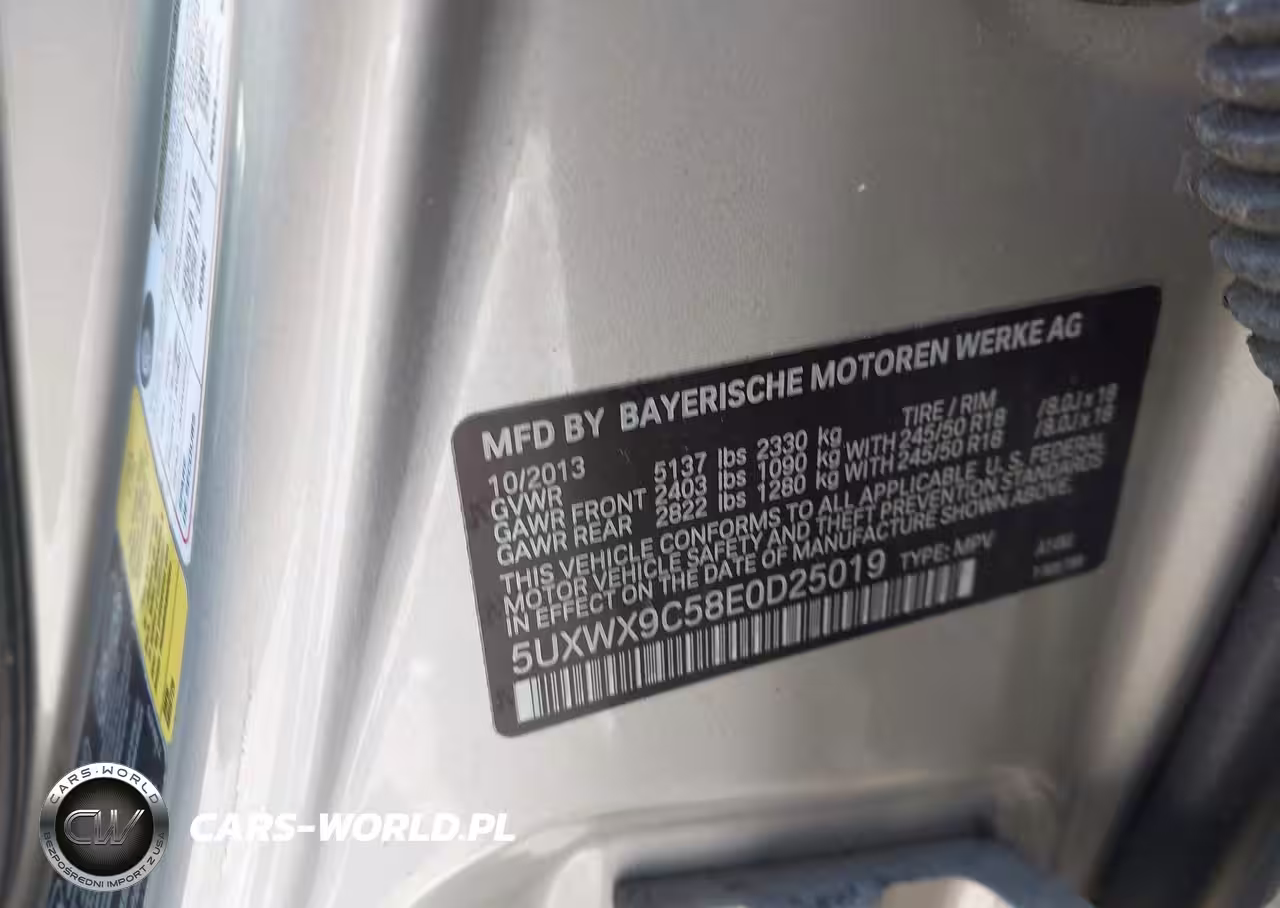 MFD BY BAYERISCHE MOTOREN WERKE AG
10/2013 TIRE / RIM
GVWR 5137 lbs 2330 kg
GAWR FRONT 2403 lbs 1090 kg WITH 245/50 R18 /8.0J x 18
GAWR REAR 2822 lbs 1280 kg WITH 245/50 R18 /8.0J x 18
THIS VEHICLE CONFORMS TO ALL APPLICABLE U. S. FEDERAL
MOTOR VEHICLE SAFETY AND THEFT PREVENTION STANDARDS
IN EFFECT ON THE DATE OF MANUFACTURE SHOWN ABOVE.
5UXWX9C58E0D25019 TYPE: MPV
CARS-WORLD
CW
BEZPOŚREDNI IMPORT Z USA
CARS-WORLD.PL